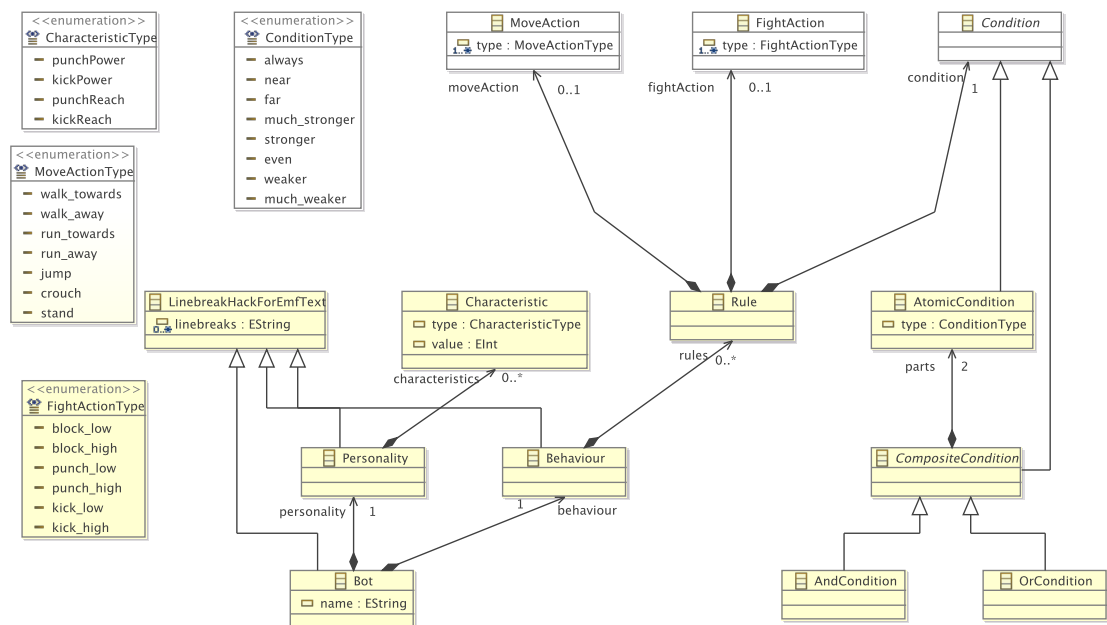 <<enumeration>>
CharacteristicType
punchPower
kickPower
punchReach
kickReach
<<enumeration>>
ConditionType
always
near
far
much_stronger
stronger
even
weaker
much_weaker
MoveAction
1..*
type : MoveActionType
FightAction
1..*
type : FightActionType
Condition
moveAction
0..1
fightAction
0..1
condition
1
<<enumeration>>
MoveActionType
walk_towards
walk_away
run_towards
run_away
jump
crouch
stand
LinebreakHackForEmfText
0..*
linebreaks : EString
Characteristic
type : CharacteristicType
value : EInt
Rule
AtomicCondition
type : ConditionType
characteristics
0..*
rules
0..*
parts
2
<<enumeration>>
FightActionType
block_low
block_high
punch_low
punch_high
kick_low
kick_high
Personality
Behaviour
CompositeCondition
personality
1
1
behaviour
Bot
name : EString
AndCondition
OrCondition